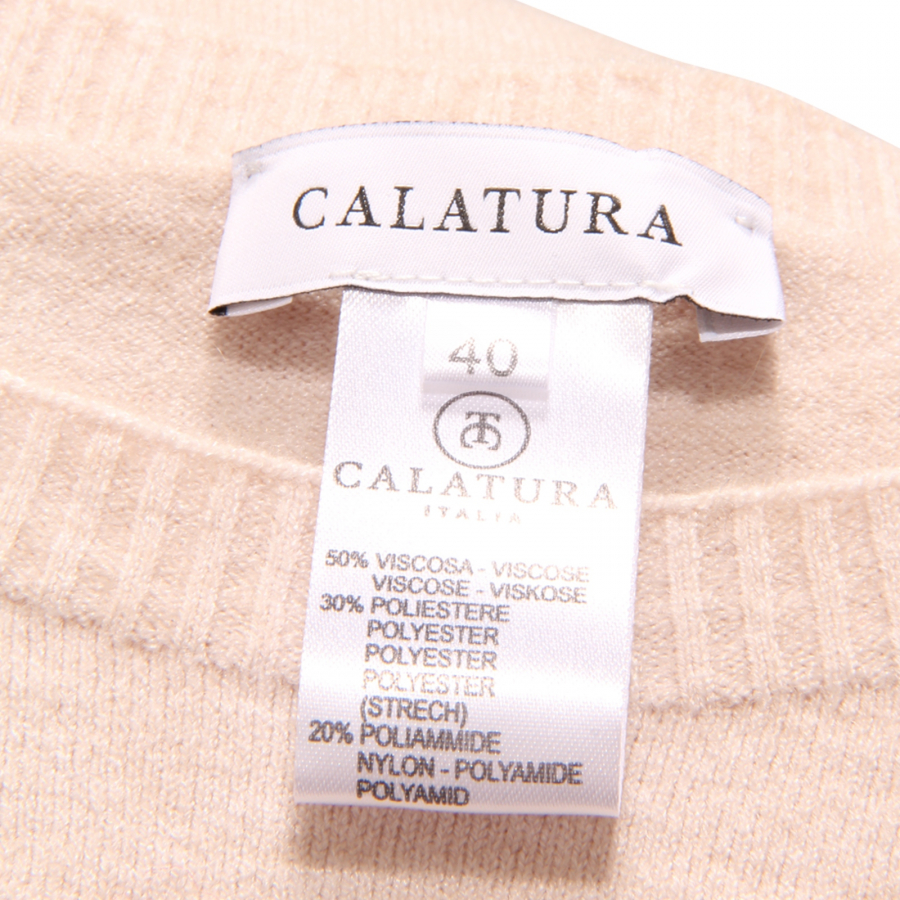 CALATURA
40
CALATURA
ITALIA
50% VISCOSA - VISCOSE
VISCOSE - VISKOSE
30% POLIESTERE
POLYESTER
POLYESTER
POLYESTER
(STRECH)
20% POLIAMMIDE
NYLON - POLYAMIDE
POLYAMID